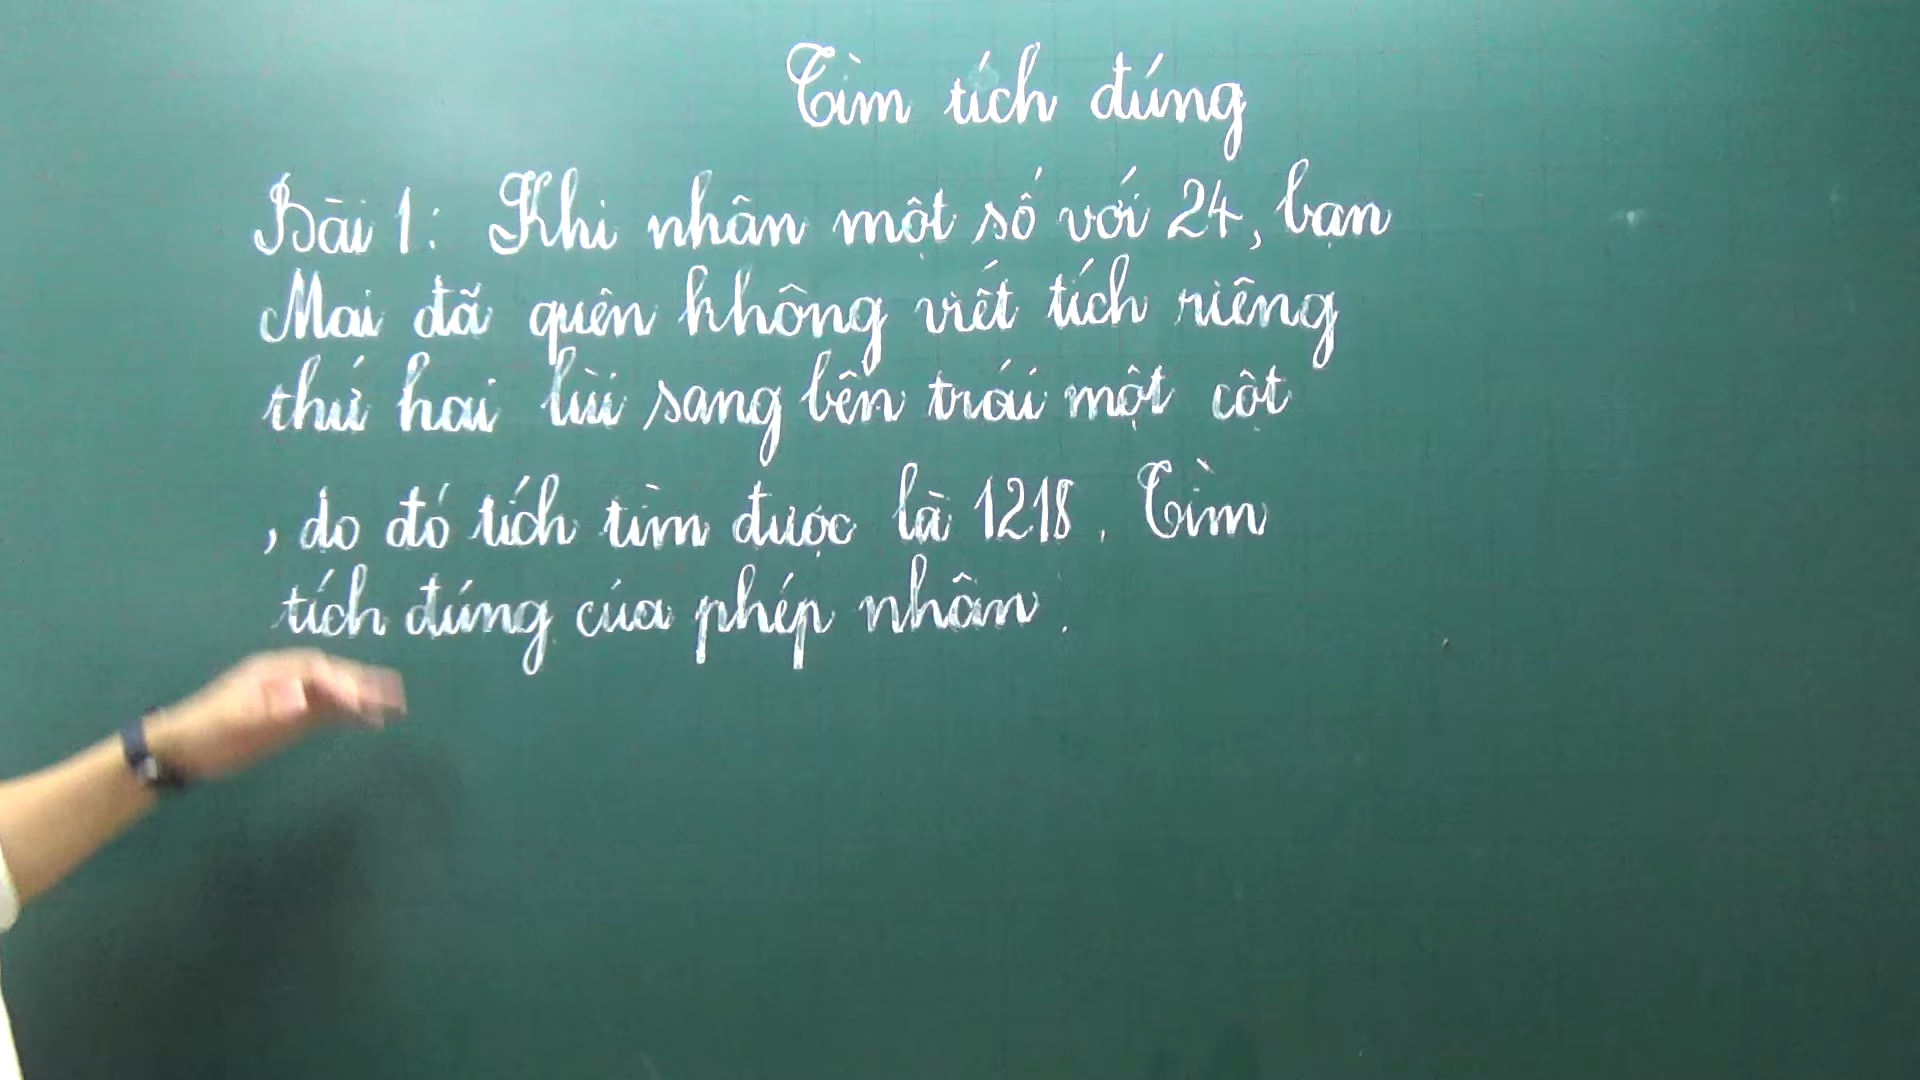 Tìm tích đúng
Bài 1: Khi nhân một số với 24, bạn
Mai đã quên không viết tích riêng
thứ hai lùi sang bên trái một cột
, do đó tích tìm được là 1218. Tìm
tích đúng của phép nhân.